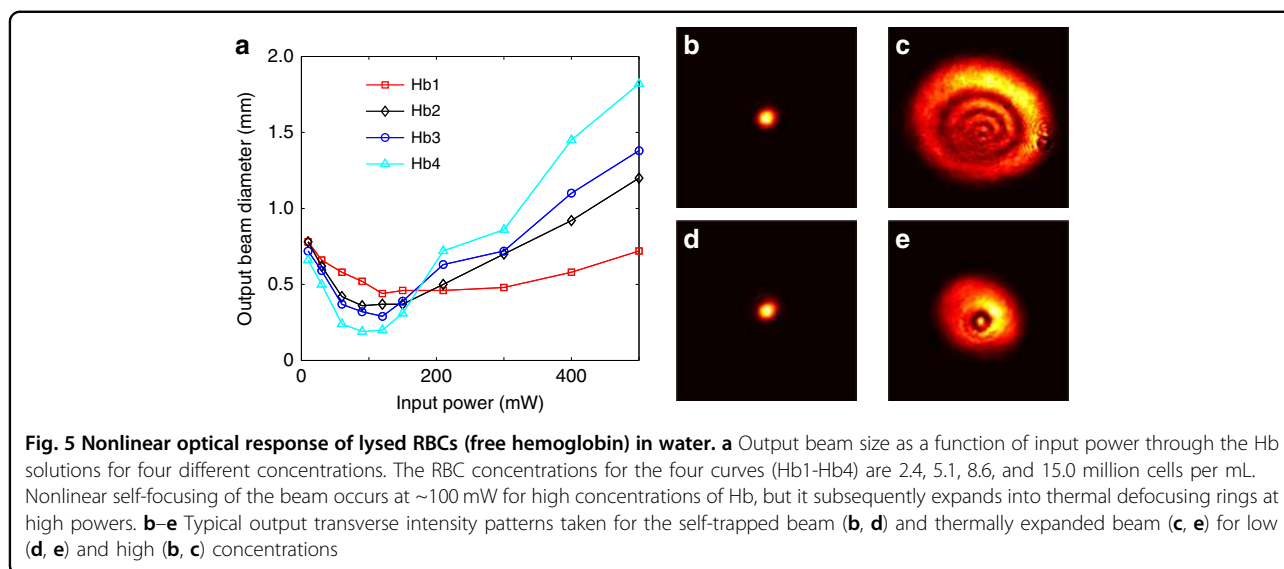 a
2.0
1.5
1.0
0.5
0
Output beam diameter (mm)
Hb1
Hb2
Hb3
Hb4
0
200
400
Input power (mW)
b
c
d
e
Fig. 5 Nonlinear optical response of lysed RBCs (free hemoglobin) in water. a Output beam size as a function of input power through the Hb
solutions for four different concentrations. The RBC concentrations for the four curves (Hb1-Hb4) are 2.4, 5.1, 8.6, and 15.0 million cells per mL.
Nonlinear self-focusing of the beam occurs at ~100 mW for high concentrations of Hb, but it subsequently expands into thermal defocusing rings at
high powers. b–e Typical output transverse intensity patterns taken for the self-trapped beam (b, d) and thermally expanded beam (c, e) for low
(d, e) and high (b, c) concentrations